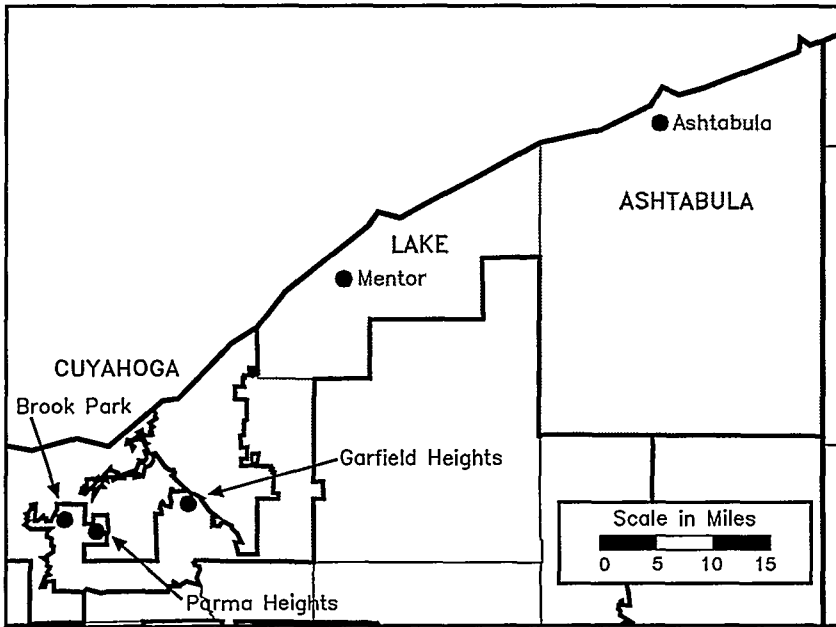 Ashtabula
ASHTABULA
LAKE
Mentor
CUYAHOGA
Brook Park
Garfield Heights
Scale in Miles
0 5 10 15
Parma Heights